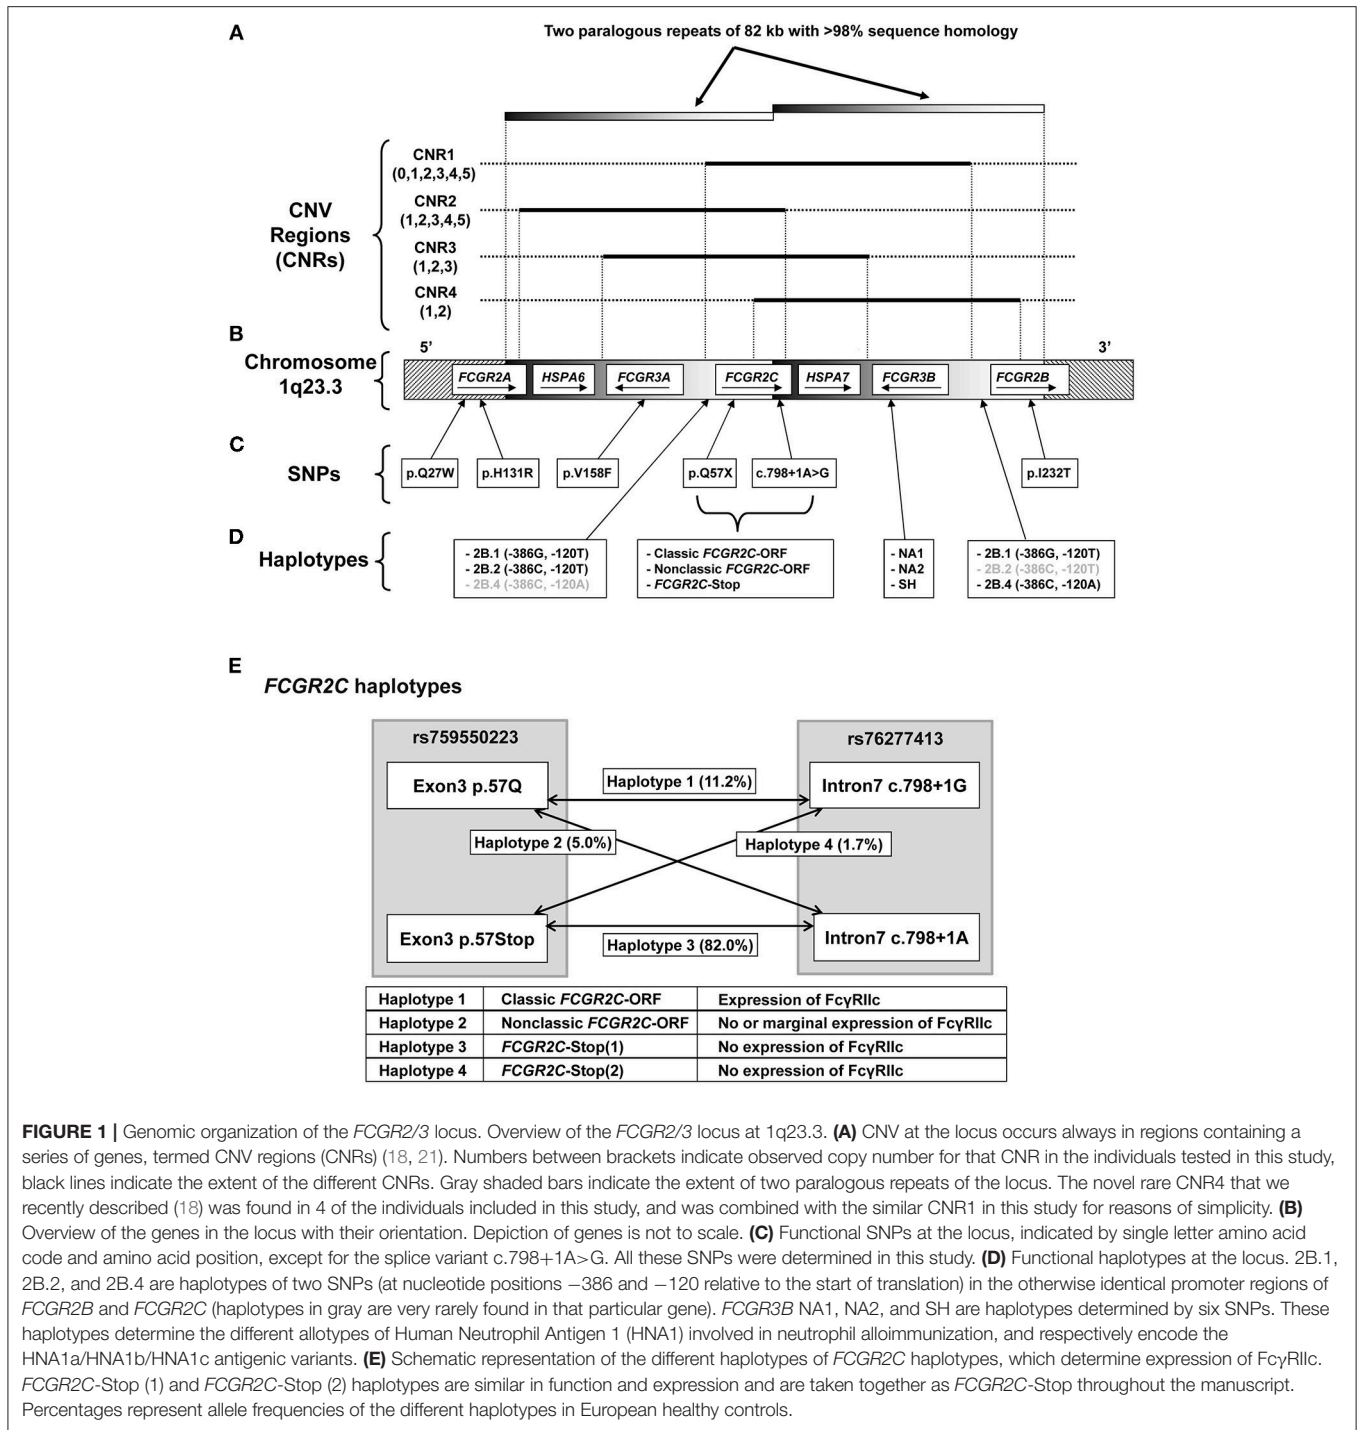 A
Two paralogous repeats of 82 kb with >98% sequence homology
CNV
Regions
(CNRs)
CNR1
(0,1,2,3,4,5)
CNR2
(1,2,3,4,5)
CNR3
(1,2,3)
CNR4
(1,2)
B
Chromosome
1q23.3
5’
3’
FCGR2A
HSPA6
FCGR3A
FCGR2C
HSPA7
FCGR3B
FCGR2B
C
SNPs
p.Q27W
p.H131R
p.V158F
p.Q57X
c.798+1A>G
p.I232T
D
Haplotypes
- 2B.1 (-386G, -120T)
- 2B.2 (-386C, -120T)
- 2B.4 (-386C, -120A)
- Classic FCGR2C-ORF
- Nonclassic FCGR2C-ORF
- FCGR2C-Stop
- NA1
- NA2
- SH
- 2B.1 (-386G, -120T)
- 2B.2 (-386C, -120T)
- 2B.4 (-386C, -120A)
E
FCGR2C haplotypes
rs759550223
rs76277413
Exon3 p.57Q
Haplotype 1 (11.2%)
Intron7 c.798+1G
Haplotype 2 (5.0%)
Haplotype 4 (1.7%)
Exon3 p.57Stop
Haplotype 3 (82.0%)
Intron7 c.798+1A
Haplotype 1 Classic FCGR2C-ORF Expression of FcγRIIc
Haplotype 2 Nonclassic FCGR2C-ORF No or marginal expression of FcγRIIc
Haplotype 3 FCGR2C-Stop(1) No expression of FcγRIIc
Haplotype 4 FCGR2C-Stop(2) No expression of FcγRIIc
FIGURE 1 | Genomic organization of the FCGR2/3 locus. Overview of the FCGR2/3 locus at 1q23.3. (A) CNV at the locus occurs always in regions containing a
series of genes, termed CNV regions (CNRs) (18, 21). Numbers between brackets indicate observed copy number for that CNR in the individuals tested in this study,
black lines indicate the extent of the different CNRs. Gray shaded bars indicate the extent of two paralogous repeats of the locus. The novel rare CNR4 that we
recently described (18) was found in 4 of the individuals included in this study, and was combined with the similar CNR1 in this study for reasons of simplicity. (B)
Overview of the genes in the locus with their orientation. Depiction of genes is not to scale. (C) Functional SNPs at the locus, indicated by single letter amino acid
code and amino acid position, except for the splice variant c.798+1A>G. All these SNPs were determined in this study. (D) Functional haplotypes at the locus. 2B.1,
2B.2, and 2B.4 are haplotypes of two SNPs (at nucleotide positions −386 and −120 relative to the start of translation) in the otherwise identical promoter regions of
FCGR2B and FCGR2C (haplotypes in gray are very rarely found in that particular gene). FCGR3B NA1, NA2, and SH are haplotypes determined by six SNPs. These
haplotypes determine the different allotypes of Human Neutrophil Antigen 1 (HNA1) involved in neutrophil alloimmunization, and respectively encode the
HNA1a/HNA1b/HNA1c antigenic variants. (E) Schematic representation of the different haplotypes of FCGR2C haplotypes, which determine expression of FcγRIIc.
FCGR2C-Stop (1) and FCGR2C-Stop (2) haplotypes are similar in function and expression and are taken together as FCGR2C-Stop throughout the manuscript.
Percentages represent allele frequencies of the different haplotypes in European healthy controls.